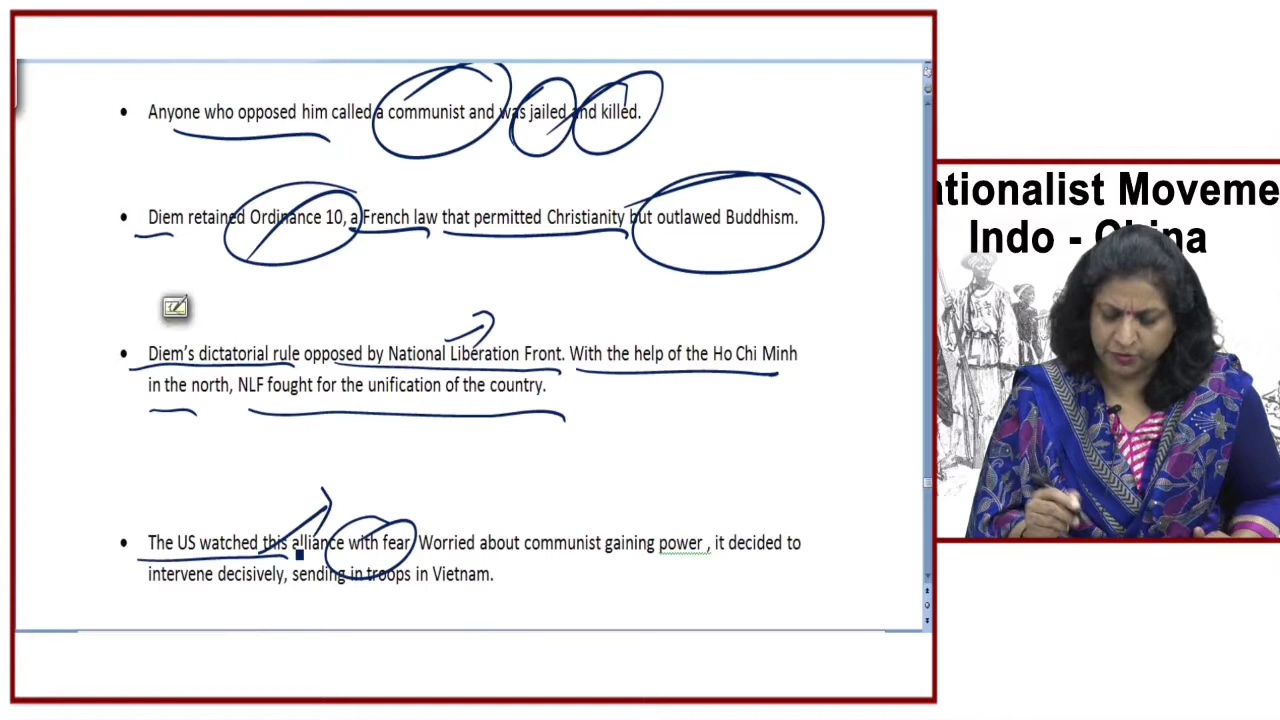 Anyone who opposed him called a communist and was jailed and killed.
Diem retained Ordinance 10, a French law that permitted Christianity but outlawed Buddhism.
Diem's dictatorial rule opposed by National Liberation Front. With the help of the Ho Chi Minh
in the north, NLF fought for the unification of the country.
The US watched this alliance with fear. Worried about communist gaining power , it decided to
intervene decisively, sending in troops in Vietnam.
ationalist Moveme
Indo - China